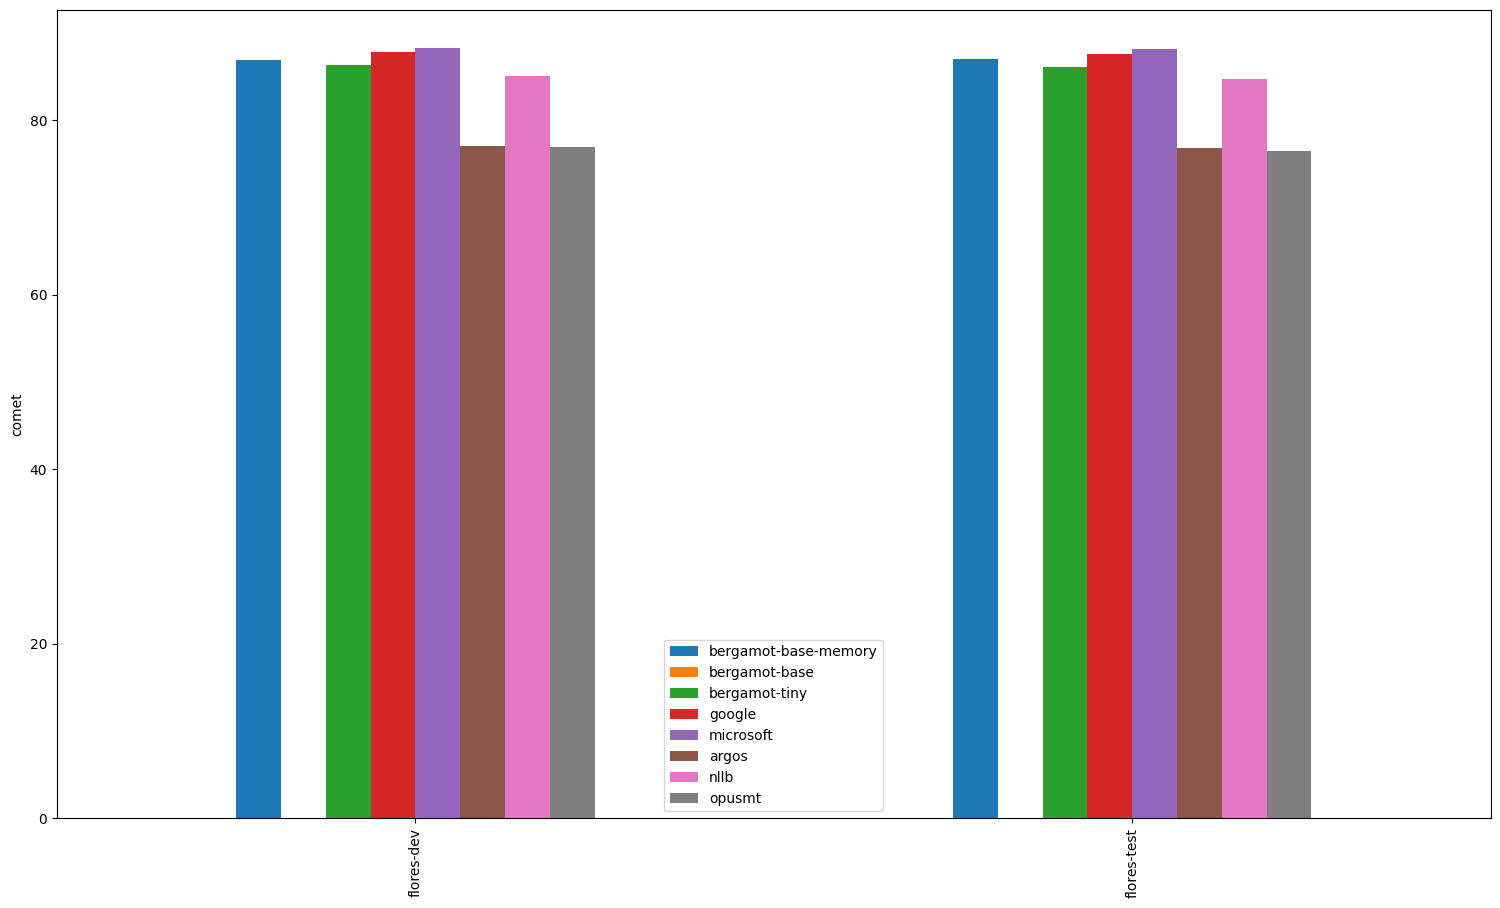 comet
80
60
40
20
0
bergamot-base-memory
bergamot-base
bergamot-tiny
google
microsoft
argos
nllb
opusmt
flores-dev
flores-test